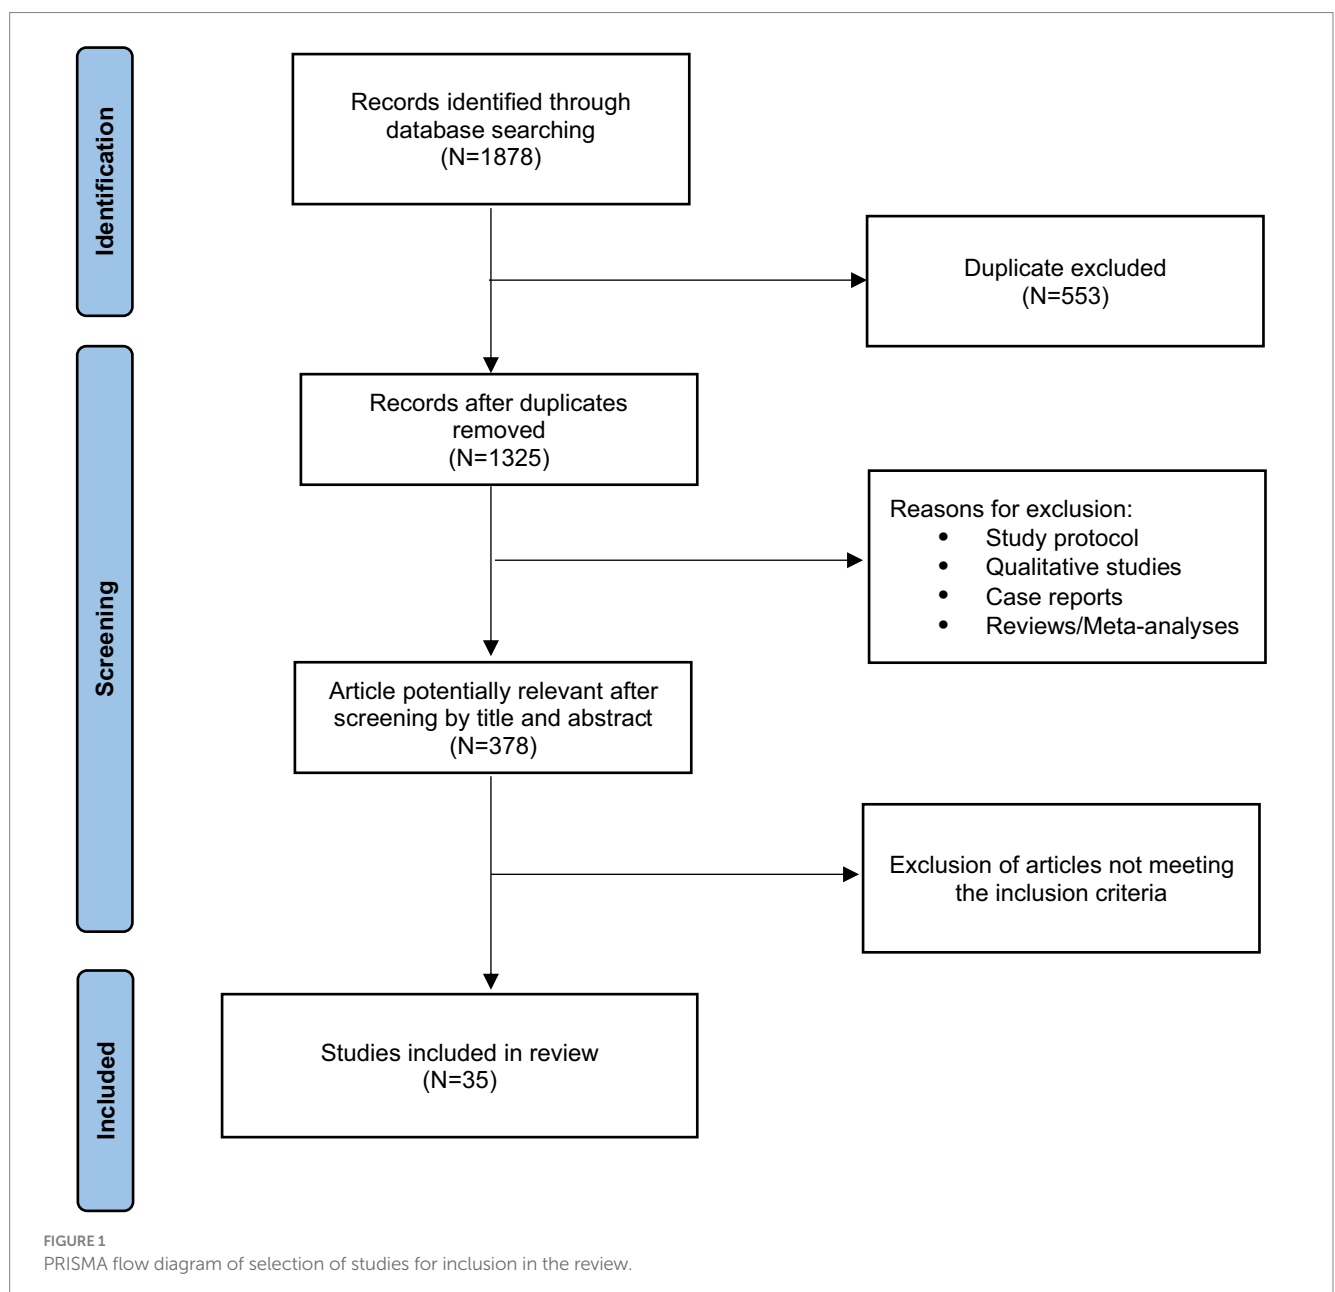 Identification
Records identified through
database searching
(N=1878)
Duplicate excluded
(N=553)
Screening
Records after duplicates
removed
(N=1325)
Reasons for exclusion:
• Study protocol
• Qualitative studies
• Case reports
• Reviews/Meta-analyses
Article potentially relevant after
screening by title and abstract
(N=378)
Exclusion of articles not meeting
the inclusion criteria
Included
Studies included in review
(N=35)
FIGURE 1
PRISMA flow diagram of selection of studies for inclusion in the review.